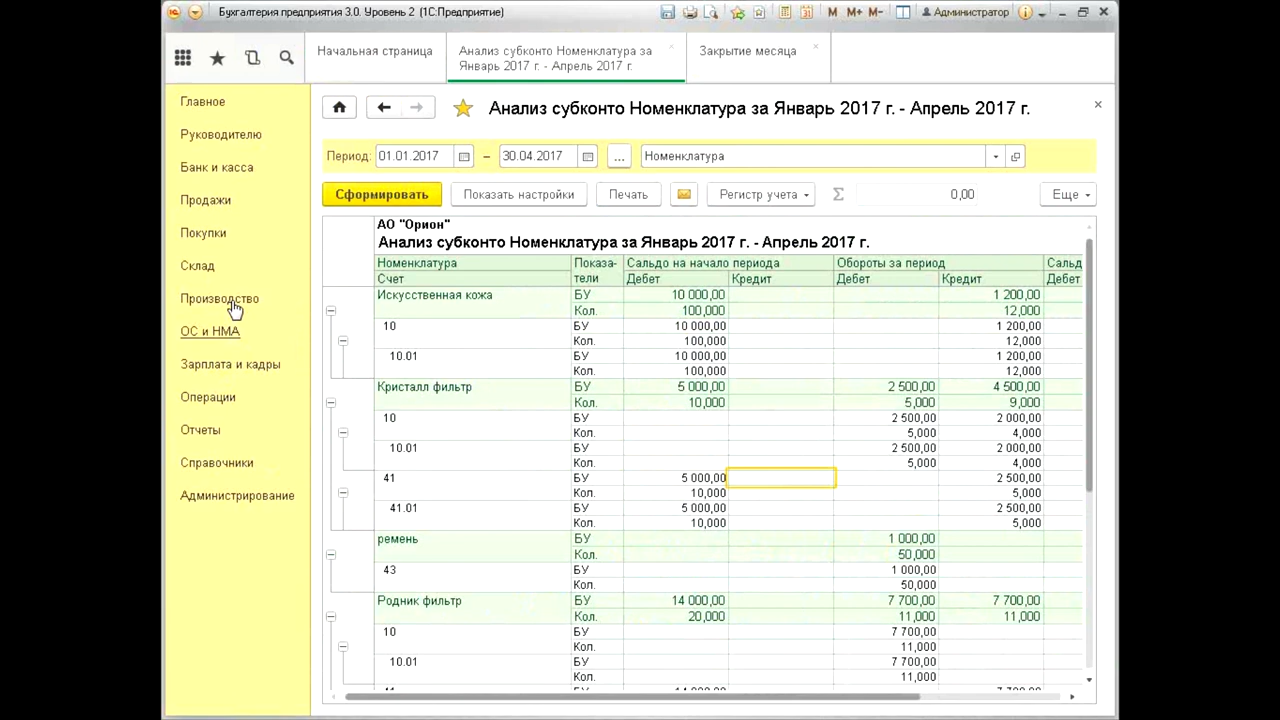 Бухгалтерия предприятия 3.0. Уровень 2 (1С:Предприятие)
M M+ M- Администратор
Начальная страница
Анализ субконто Номенклатура за
Январь 2017 г. - Апрель 2017 г.
Закрытие месяца
Главное
Руководителю
Банк и касса
Продажи
Покупки
Склад
Производство
ОС и НМА
Зарплата и кадры
Операции
Отчеты
Справочники
Администрирование
Анализ субконто Номенклатура за Январь 2017 г. - Апрель 2017 г.
Период: 01.01.2017 – 30.04.2017 ... Номенклатура
Сформировать Показать настройки Печать Регистр учета Σ 0,00 Еще
АО "Орион"
Анализ субконто Номенклатура за Январь 2017 г. - Апрель 2017 г.
Номенклатура Показа- Сальдо на начало периода Обороты за период Сальд
Счет тели Дебет Кредит Дебет Кредит Дебет
Искусственная кожа БУ 10 000,00 1 200,00
Кол. 100,000 12,000
10 БУ 10 000,00 1 200,00
Кол. 100,000 12,000
10.01 БУ 10 000,00 1 200,00
Кол. 100,000 12,000
Кристалл фильтр БУ 5 000,00 2 500,00 4 500,00
Кол. 10,000 5,000 9,000
10 БУ 2 500,00 2 000,00
Кол. 5,000 4,000
10.01 БУ 2 500,00 2 000,00
Кол. 5,000 4,000
41 БУ 5 000,00 2 500,00
Кол. 10,000 5,000
41.01 БУ 5 000,00 2 500,00
Кол. 10,000 5,000
ремень БУ 1 000,00
Кол. 50,000
43 БУ 1 000,00
Кол. 50,000
Родник фильтр БУ 14 000,00 7 700,00 7 700,00
Кол. 20,000 11,000 11,000
10 БУ 7 700,00
Кол. 11,000
10.01 БУ 7 700,00
Кол. 11,000